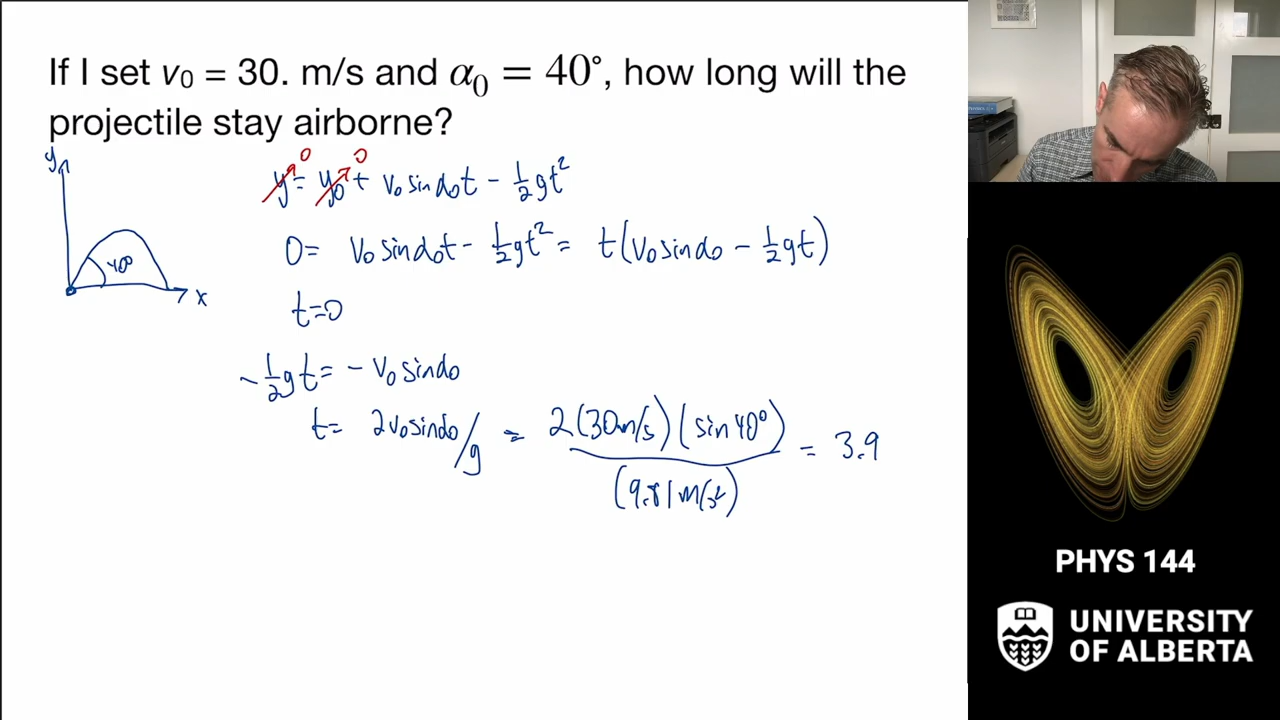 If I set v₀ = 30. m/s and α₀ = 40°, how long will the
projectile stay airborne?
y
40°
x
y = y₀ + v₀ sinα₀t - ½gt²
0 0
0 = v₀ sinα₀t - ½gt² = t(v₀ sinα₀ - ½gt)
t=0
-½gt = -v₀ sinα₀
t = 2v₀ sinα₀/g = 2(30m/s)(sin 40°)/(9.81 m/s²) = 3.9
PHYS 144
UNIVERSITY
OF ALBERTA